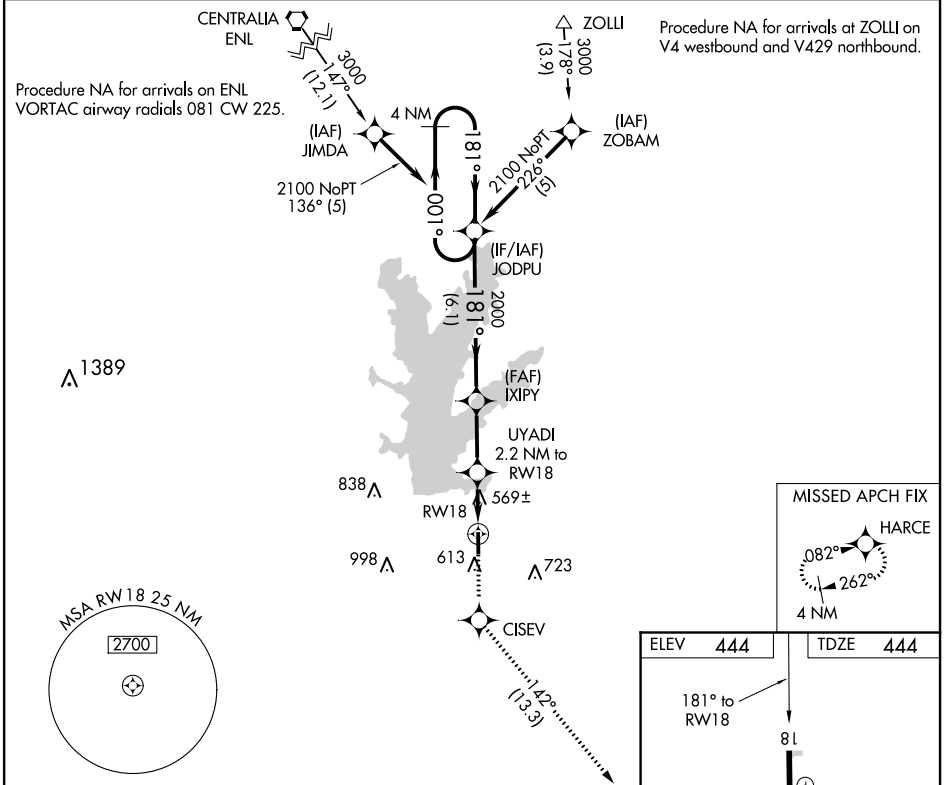 CENTRALIA
ENL
ZOLLI
Procedure NA for arrivals at ZOLLI on
V4 westbound and V429 northbound.
3000
147°
(12.1)
3000
178°
(3.9)
Procedure NA for arrivals on ENL
VORTAC airway radials 081 CW 225.
(IAF)
JIMDA
4 NM
181°
001°
(IAF)
ZOBAM
2100 NoPT
226°
(5)
2100 NoPT
136° (5)
(IF/IAF)
JODPU
2000
181°
(6.1)
1389
(FAF)
IXIPY
UYADI
2.2 NM to
RW18
838
569±
RW18
998
613
723
MISSED APCH FIX
HARCE
082°
262°
4 NM
MSA RW18 25 NM
2700
CISEV
142°
(13.3)
ELEV 444
TDZE 444
181° to
RW18
18